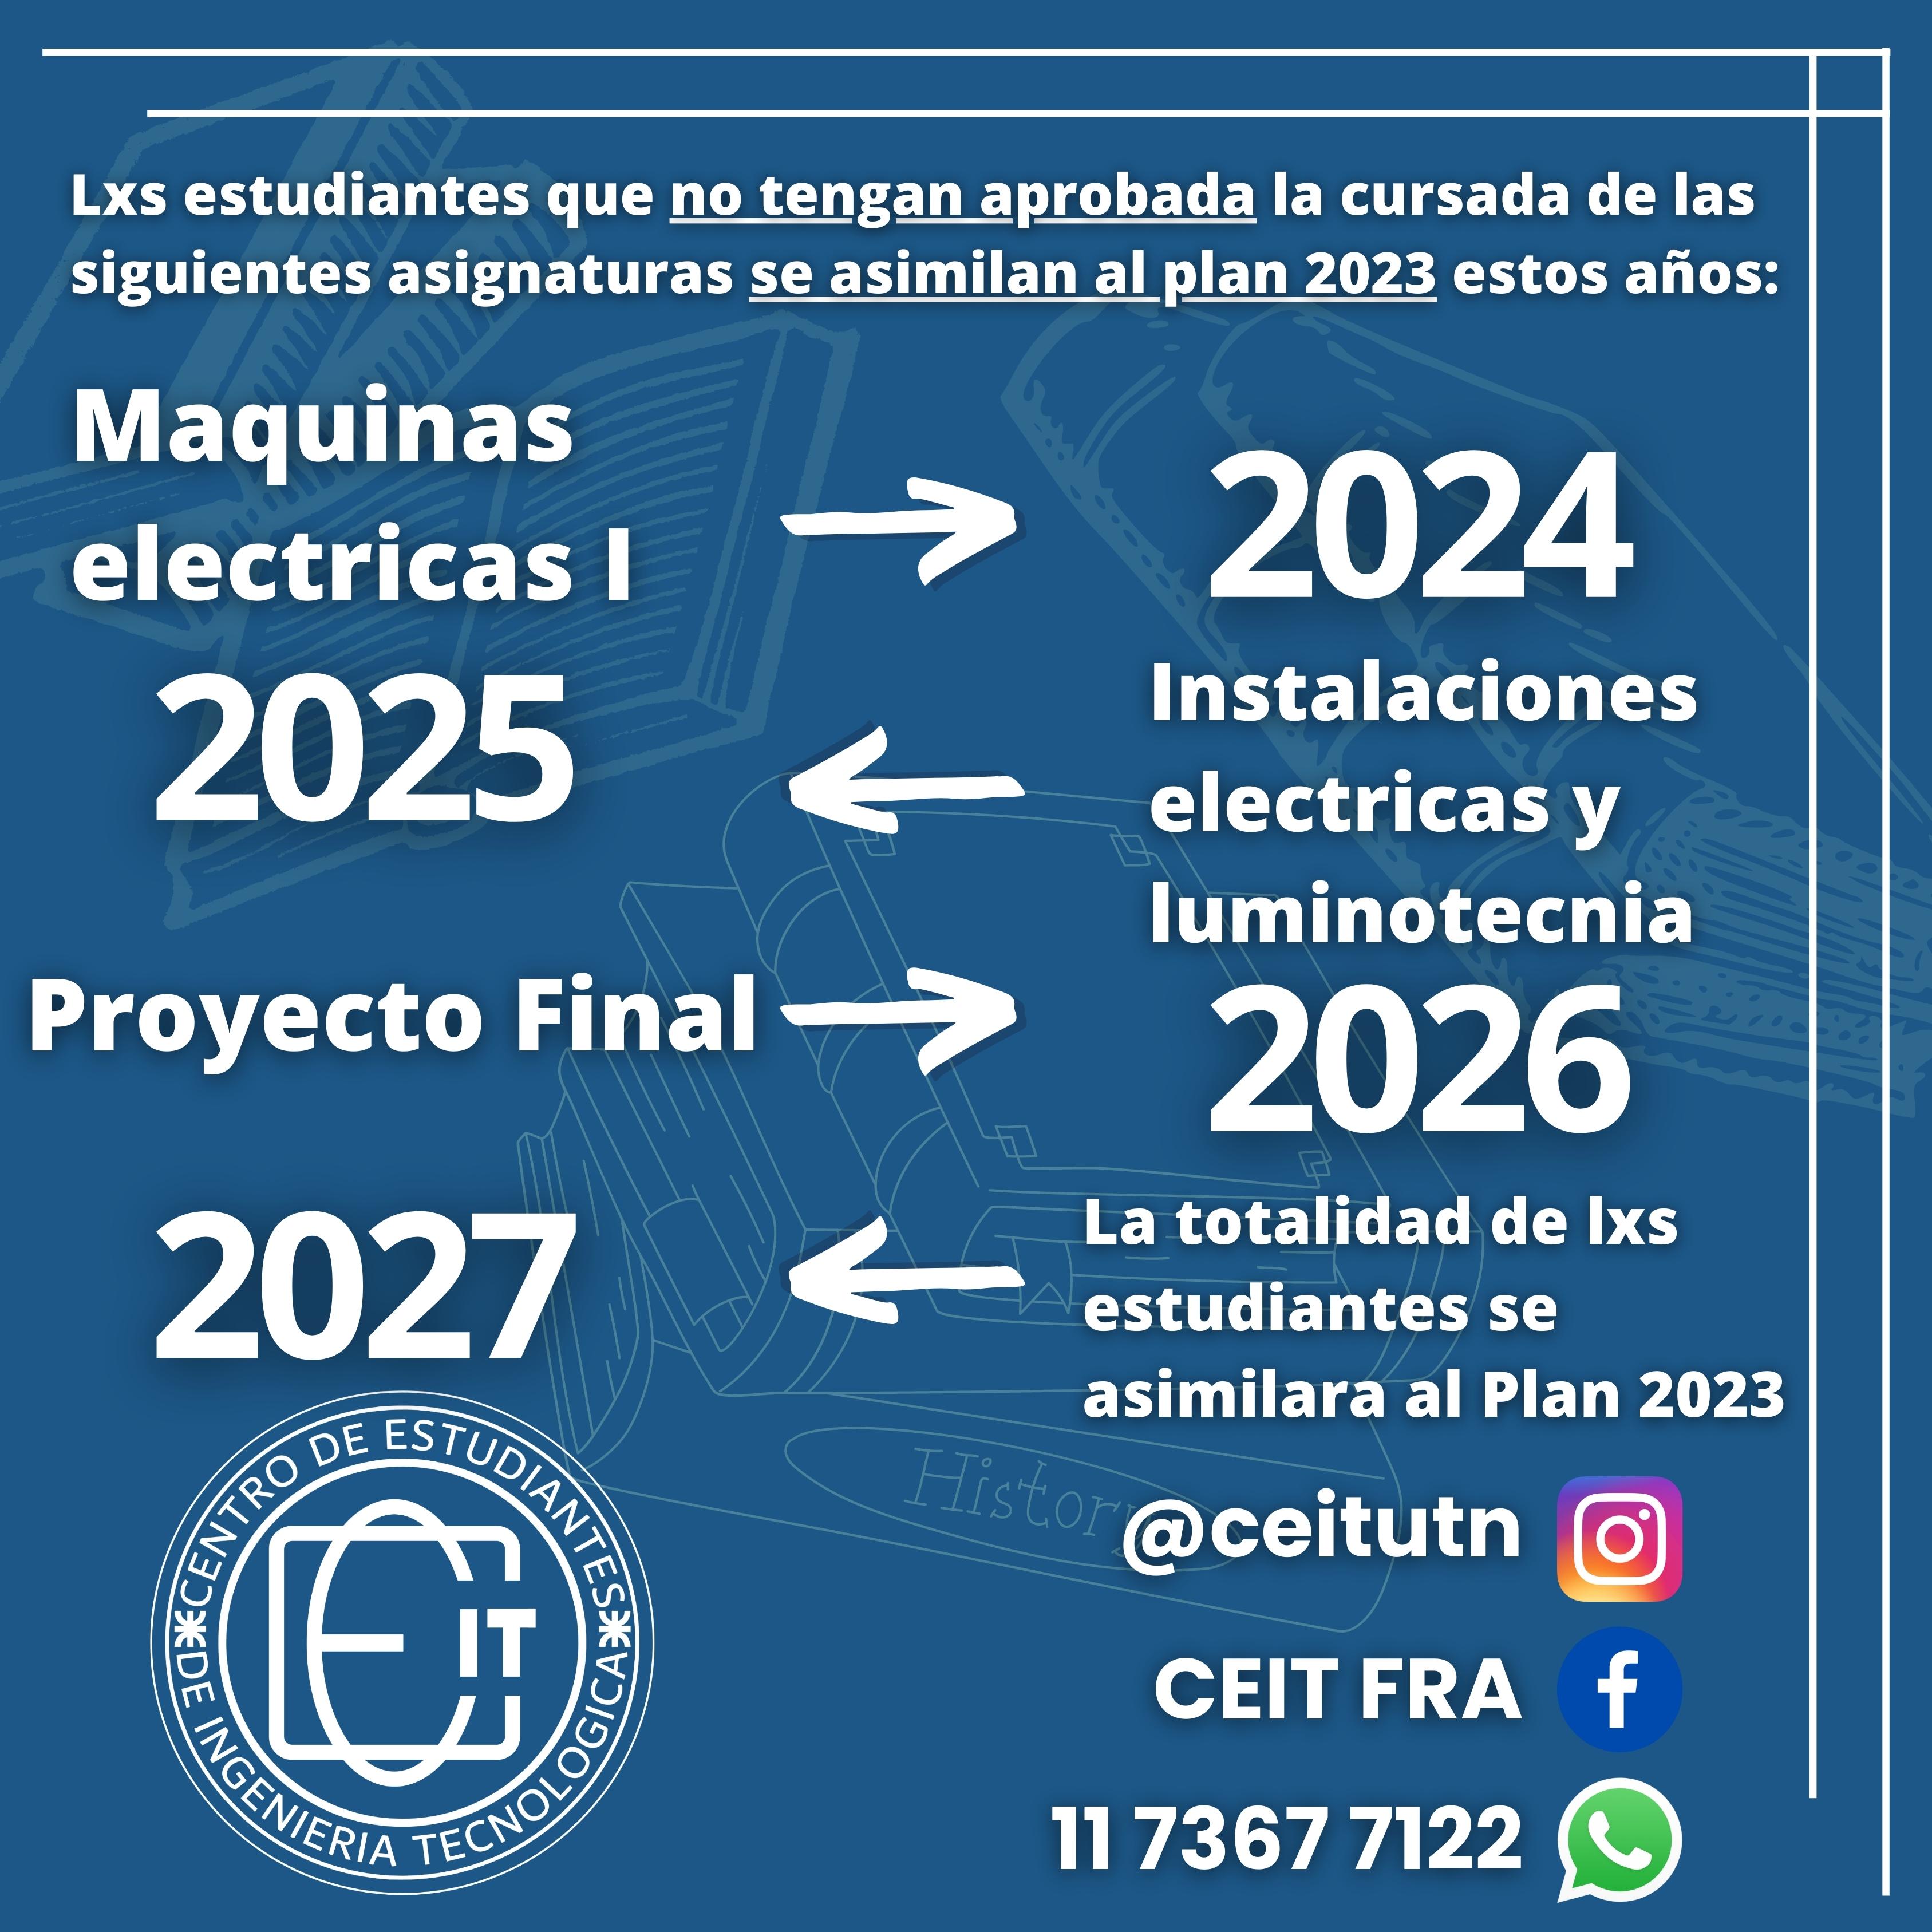 Lxs estudiantes que no tengan aprobada la cursada de las
siguientes asignaturas se asimilan al plan 2023 estos años:
Maquinas
electricas I
2024
2025
Instalaciones
electricas y
luminotecnia
Proyecto Final
2026
2027
La totalidad de lxs
estudiantes se
asimilara al Plan 2023
CENTRO DE ESTUDIANTES
DE INGENIERIA TECNOLOGICA
CEIT
History
@ceitutn
CEIT FRA
11 7367 7122